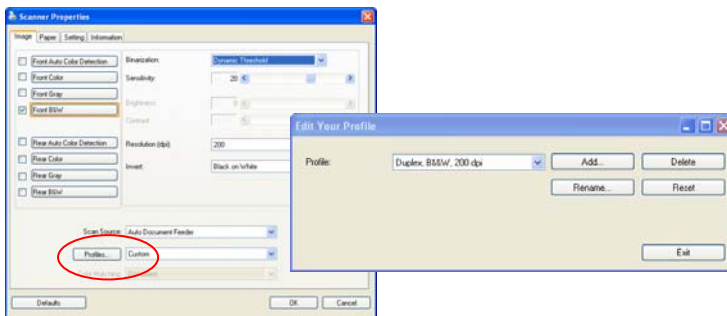 Scanner Properties
Image Paper Setting Information
Front Auto Color Detection
Front Color
Front Gray
Front B&W
Rear Auto Color Detection
Rear Color
Rear Gray
Rear B&W
Binarization: Dynamic Threshold
Sensitivity: 20
Brightness:
Contrast:
Resolution (dpi): 200
Invert: Black on White
Scan Source: Auto Document Feeder
Profiles... Custom
Defaults OK Cancel
Edit Your Profile
Profile: Duplex, B&W, 200 dpi Add... Delete
Rename... Reset
Exit